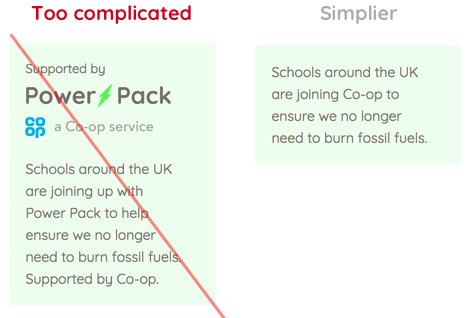 Too complicated
Supported by
Power Pack
co op a Co-op service
Schools around the UK
are joining up with
Power Pack to help
ensure we no longer
need to burn fossil fuels.
Supported by Co-op.
Simplier
Schools around the UK
are joining Co-op to
ensure we no longer
need to burn fossil fuels.